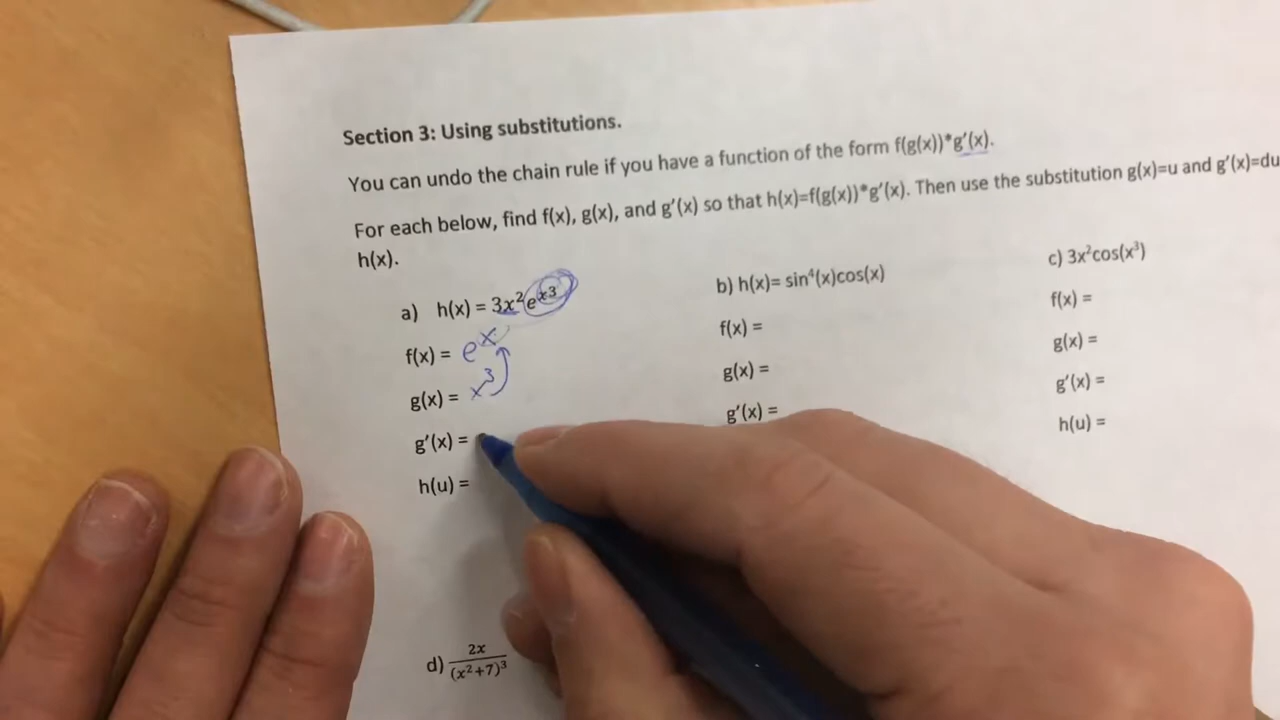 Section 3: Using substitutions.
You can undo the chain rule if you have a function of the form f(g(x))*g'(x).
For each below, find f(x), g(x), and g'(x) so that h(x)=f(g(x))*g'(x). Then use the substitution g(x)=u and g'(x)=du
h(x).
a) h(x) = 3x²eˣ³
f(x) = eˣ
g(x) = x³
g'(x) =
h(u) =
b) h(x)= sin⁴(x)cos(x)
f(x) =
g(x) =
g'(x) =
c) 3x²cos(x³)
f(x) =
g(x) =
g'(x) =
h(u) =
d) 2x/(x²+7)³